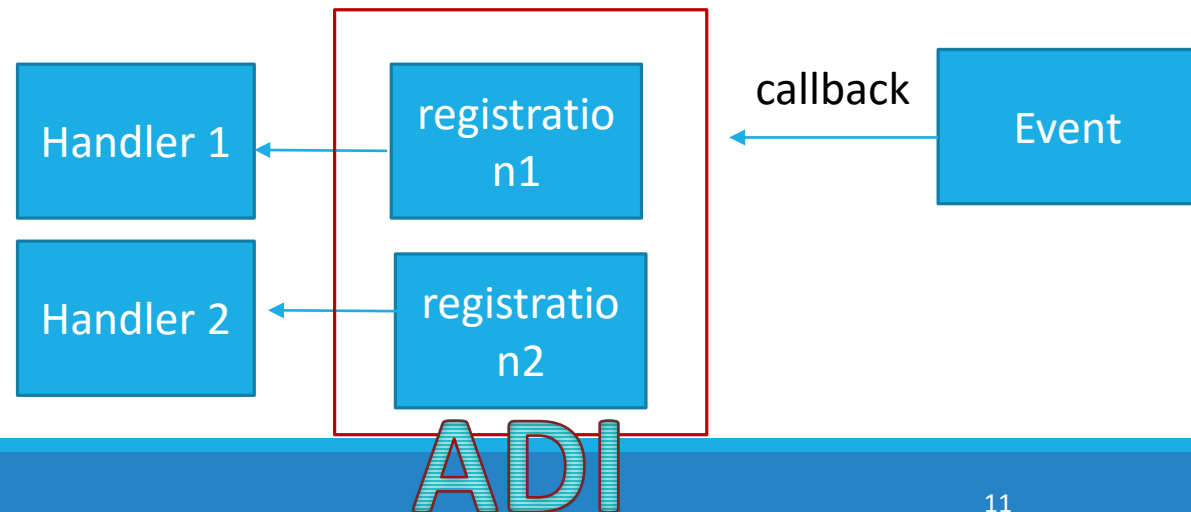 Handler 1
registratio
n1
callback
Event
Handler 2
registratio
n2
ADI
11